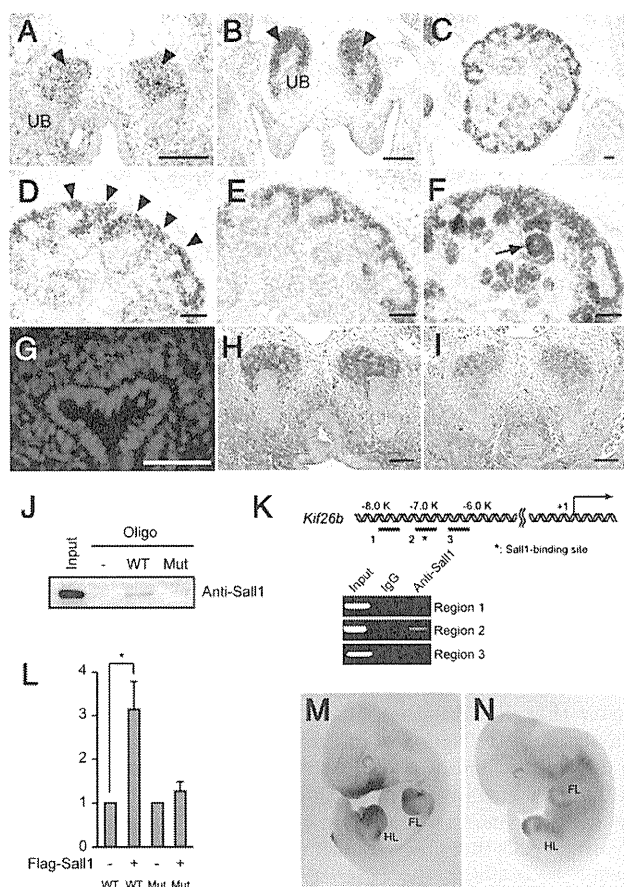 A
B
C
UB
UB
D
E
F
G
H
I
J
Oligo
Input
-
WT
Mut
Anti-Sall1
K
-8.0 K
-7.0 K
-6.0 K
+1
Kif26b
1
2
*
3
*: Sall1-binding site
Input
IgG
Anti-Sall1
Region 1
Region 2
Region 3
L
4
3
2
1
0
*
Flag-Sall1
- + - +
WT WT Mut Mut
M
HL
FL
N
FL
HL